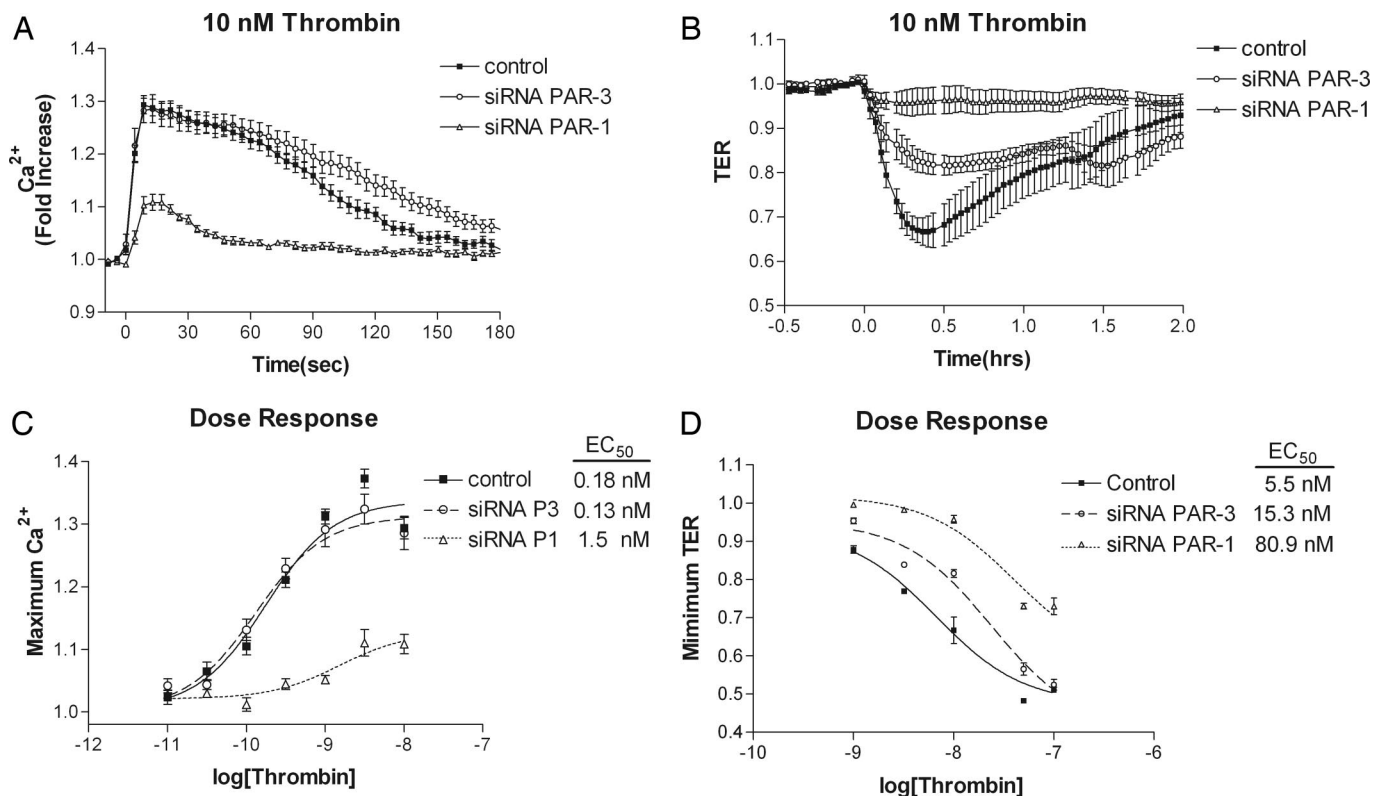 A
10 nM Thrombin
1.4
1.3
1.2
1.1
1.0
0.9
Ca2+
(Fold Increase)
0 30 60 90 120 150 180
Time(sec)
control
siRNA PAR-3
siRNA PAR-1
B
10 nM Thrombin
1.0
0.9
0.8
0.7
0.6
0.5
TER
-0.5 0.0 0.5 1.0 1.5 2.0
Time(hrs)
control
siRNA PAR-3
siRNA PAR-1
C
Dose Response
1.4
1.3
1.2
1.1
1.0
Maximum Ca2+
-12 -11 -10 -9 -8 -7
log[Thrombin]
EC50
control 0.18 nM
siRNA P3 0.13 nM
siRNA P1 1.5 nM
D
Dose Response
1.1
1.0
0.9
0.8
0.7
0.6
0.5
0.4
Mimimum TER
-10 -9 -8 -7 -6
log[Thrombin]
EC50
Control 5.5 nM
siRNA PAR-3 15.3 nM
siRNA PAR-1 80.9 nM